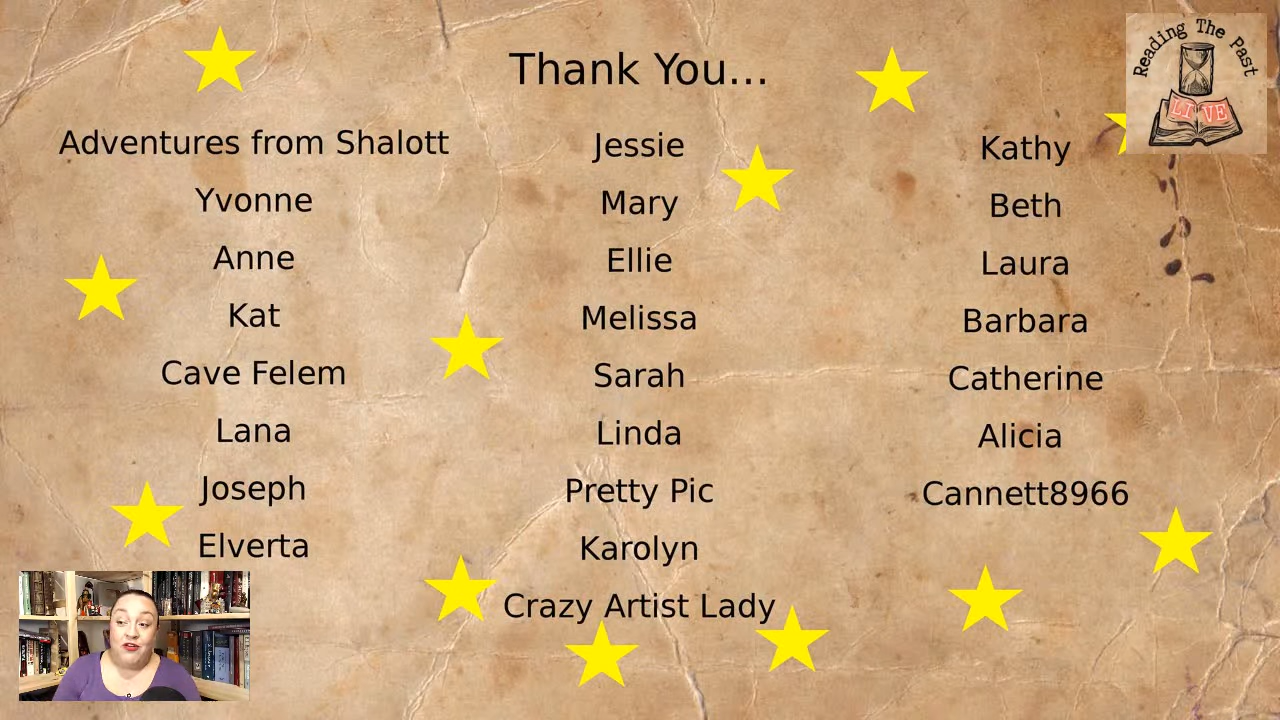 Thank You...
Adventures from Shalott
Yvonne
Anne
Kat
Cave Felem
Lana
Joseph
Elverta
Jessie
Mary
Ellie
Melissa
Sarah
Linda
Pretty Pic
Karolyn
Crazy Artist Lady
Kathy
Beth
Laura
Barbara
Catherine
Alicia
Cannett8966
Reading The Past
LIVE